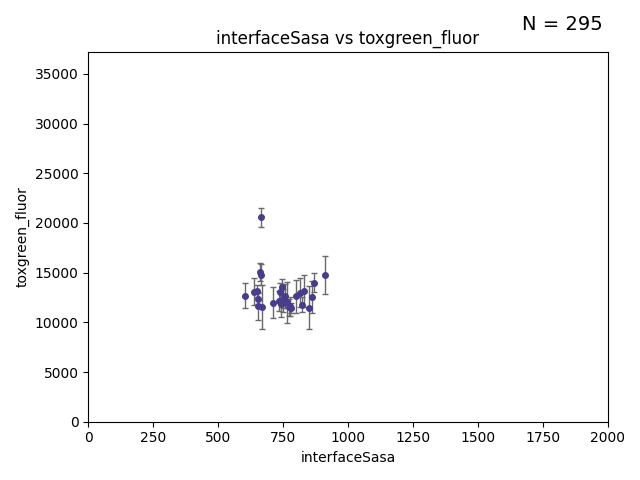 N = 295
interfaceSasa vs toxgreen_fluor
35000
30000
25000
20000
15000
10000
5000
0
toxgreen_fluor
0 250 500 750 1000 1250 1500 1750 2000
interfaceSasa